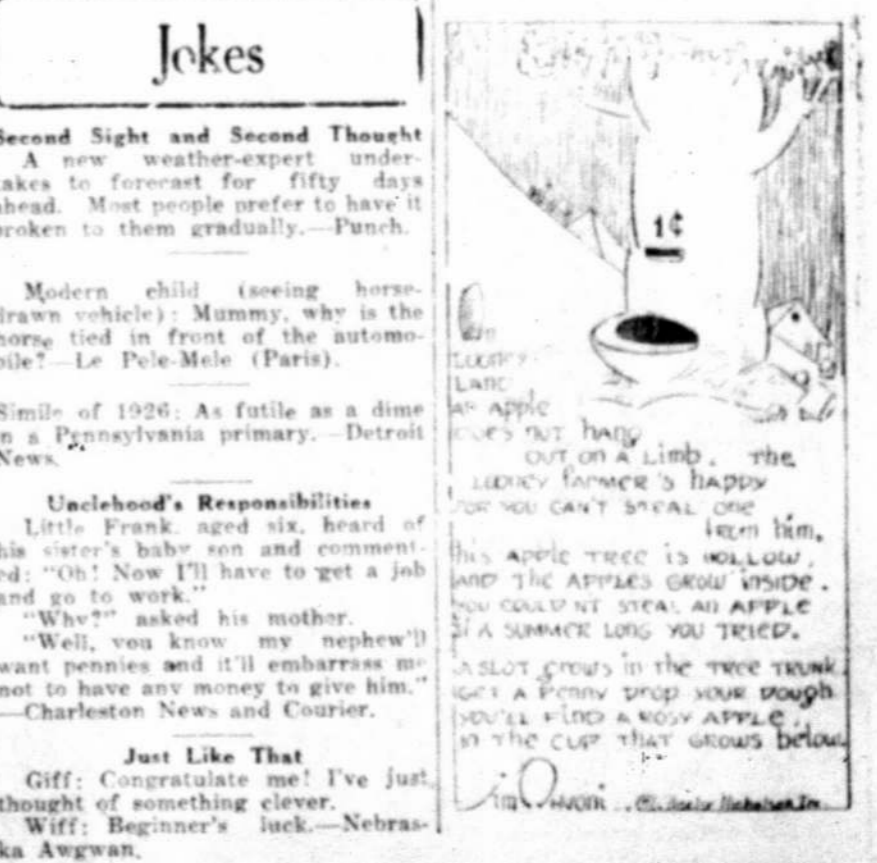 Jokes
Second Sight and Second Thought
A new weather-expert under-
takes to forecast for fifty days
ahead. Most people prefer to have it
broken to them gradually.—Punch.
Modern child (seeing horse-
drawn vehicle): Mummy, why is the
horse tied in front of the automo-
bile?—Le Pele-Mele (Paris).
Simile of 1926: As futile as a dime
in a Pennsylvania primary.—Detroit
News.
Unclehood's Responsibilities
Little Frank, aged six, heard of
his sister's baby son and comment-
ed: "Oh! Now I'll have to get a job
and go to work."
"Why?" asked his mother.
"Well, you know my nephew'll
want pennies and it'll embarrass me
not to have any money to give him."
—Charleston News and Courier.
Just Like That
Giff: Congratulate me! I've just
thought of something clever.
Wiff: Beginner's luck.—Nebras-
ka Awgwan.
1¢
In
Looney
Land
an apple
does not hang
out on a limb. The
Looney farmer's happy
for you can't steal one
from him.
This apple tree is hollow,
and the apples grow inside.
You couldnt steal an apple
if a summer long you tried.
A slot grows in the tree trunk
Get a penny drop your dough
You'll find a rosy apple
in the cup that grows below